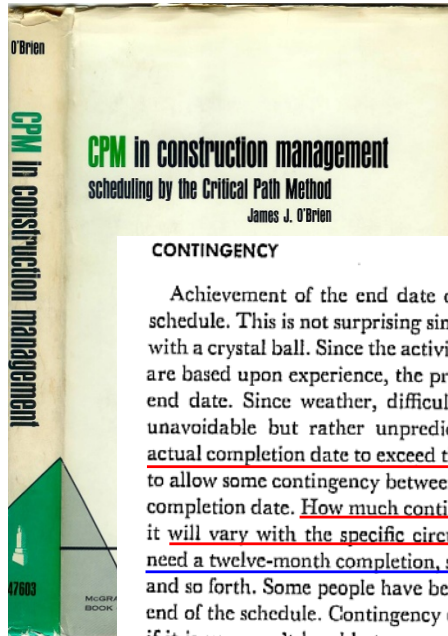 O'Brien
CPM in construction management
47603
CPM in construction management
scheduling by the Critical Path Method
James J. O'Brien
McGRA
BOOK
CONTINGENCY
Achievement of the end date
schedule. This is not surprising sin
with a crystal ball. Since the activi
are based upon experience, the pr
end date. Since weather, difficul
unavoidable but rather unpredi
actual completion date to exceed t
to allow some contingency betwee
completion date. How much conti
it will vary with the specific circu
need a twelve-month completion, s
and so forth. Some people have be
end of the schedule. Contingency